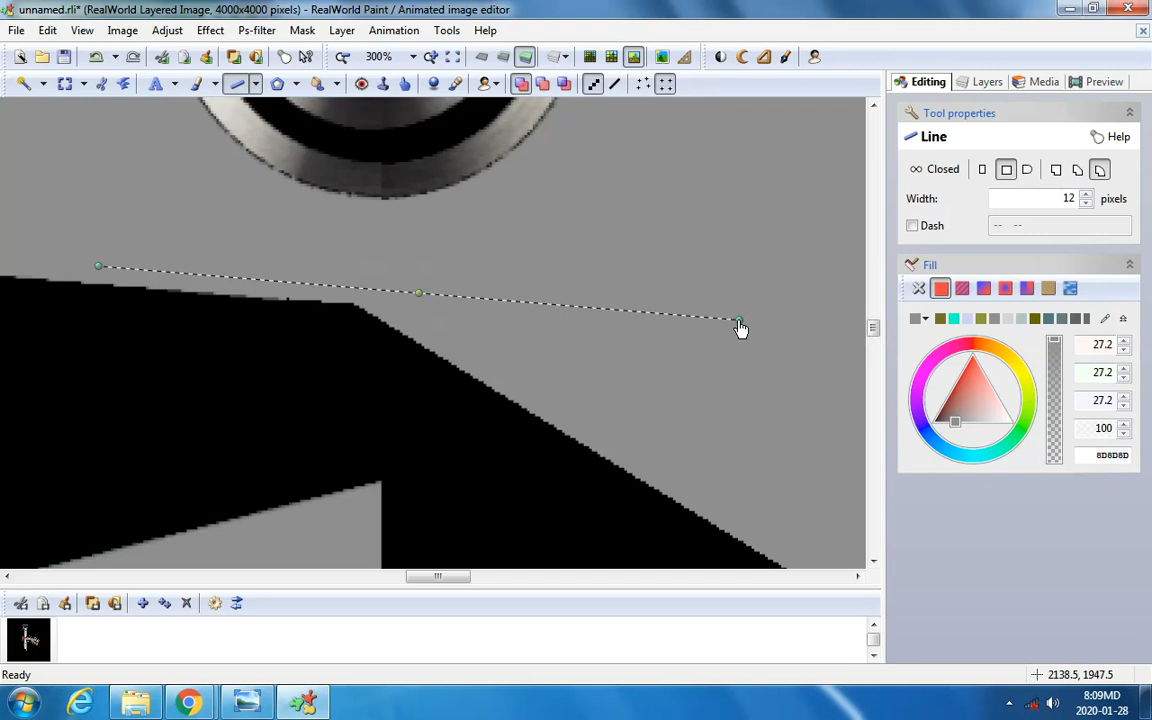 unnamed.rli* (RealWorld Layered Image, 4000x4000 pixels) - RealWorld Paint / Animated image editor
File Edit View Image Adjust Effect Ps-filter Mask Layer Animation Tools Help
300%
Editing Layers Media Preview
Tool properties
Line Help
Closed
Width: 12 pixels
Dash -- --
Fill
27.2
27.2
27.2
100
8D8D8D
Ready 2138.5, 1947.5
8:09MD
2020-01-28